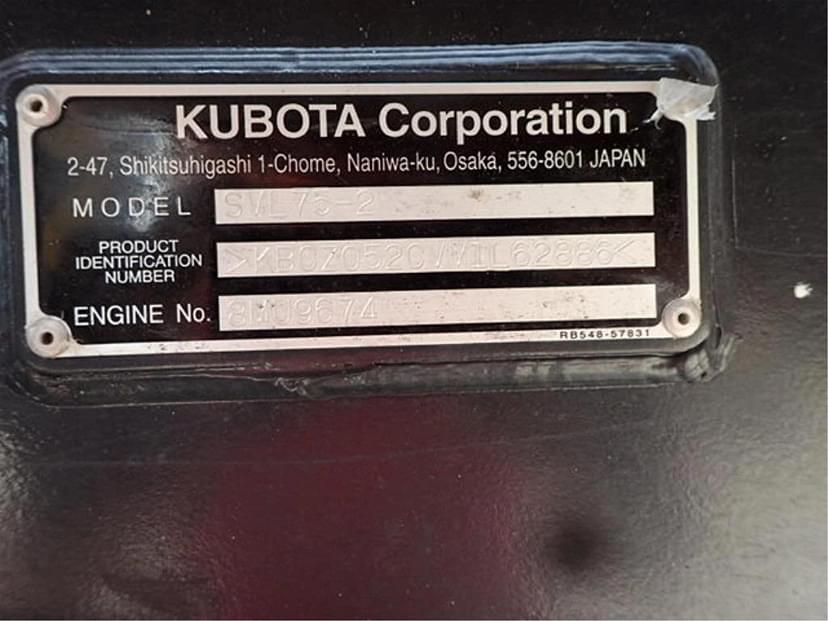 KUBOTA Corporation
2-47, Shikitsuhigashi 1-Chome, Naniwa-ku, Osaka, 556-8601 JAPAN
MODEL SVL75-2
PRODUCT
IDENTIFICATION
NUMBER
ENGINE No.
RB548-57831